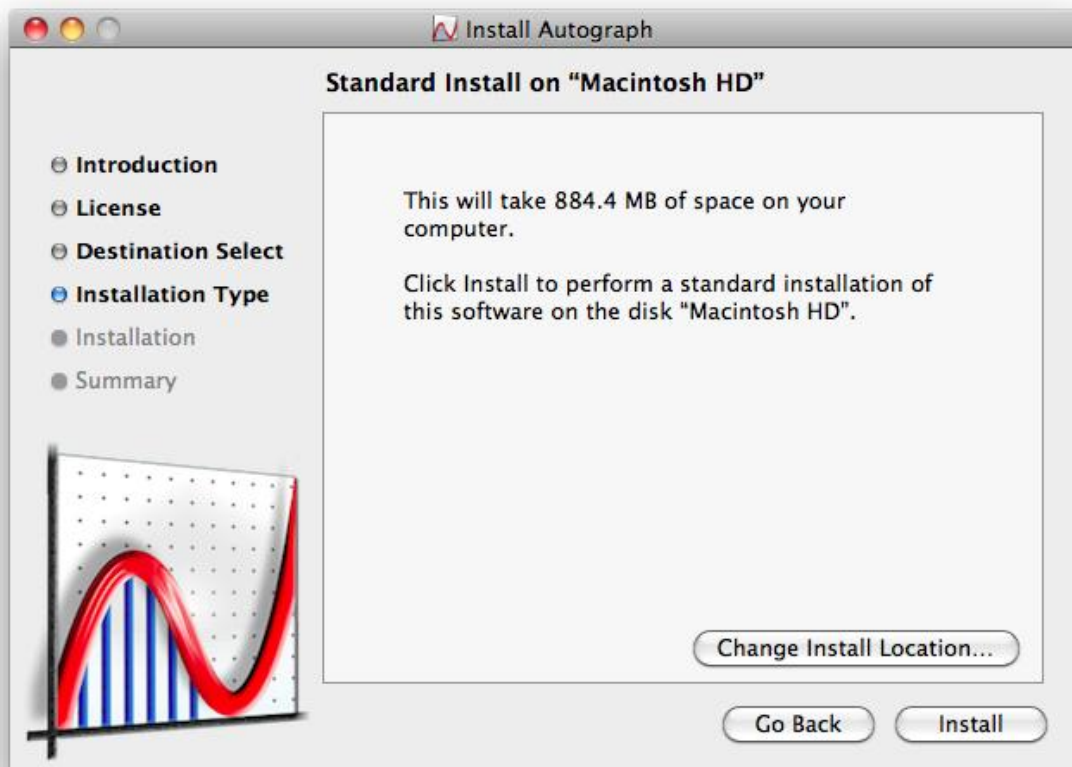 Install Autograph
Standard Install on “Macintosh HD”
Introduction
License
Destination Select
Installation Type
Installation
Summary
This will take 884.4 MB of space on your
computer.
Click Install to perform a standard installation of
this software on the disk “Macintosh HD”.
Change Install Location...
Go Back
Install